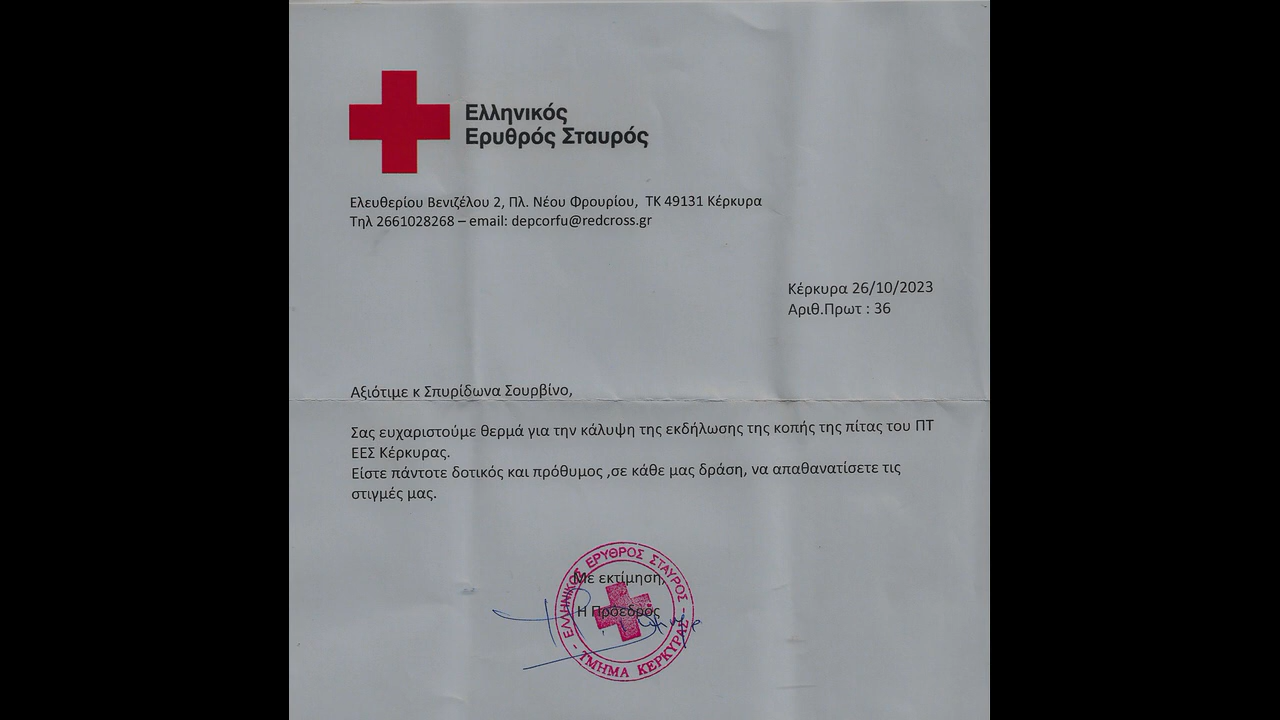 Ελληνικός
Ερυθρός Σταυρός
Ελευθερίου Βενιζέλου 2, Πλ. Νέου Φρουρίου, ΤΚ 49131 Κέρκυρα
Τηλ 2661028268 – email: depcorfu@redcross.gr
Κέρκυρα 26/10/2023
Αριθ.Πρωτ : 36
Αξιότιμε κ Σπυρίδωνα Σουρβίνο,
Σας ευχαριστούμε θερμά για την κάλυψη της εκδήλωσης της κοπής της πίτας του ΠΤ
ΕΕΣ Κέρκυρας.
Είστε πάντοτε δοτικός και πρόθυμος ,σε κάθε μας δράση, να απαθανατίσετε τις
στιγμές μας.
Με εκτίμηση,
Η Πρόεδρος
ΕΛΛΗΝΙΚΟΣ ΕΡΥΘΡΟΣ ΣΤΑΥΡΟΣ
- ΤΜΗΜΑ ΚΕΡΚΥΡΑΣ -